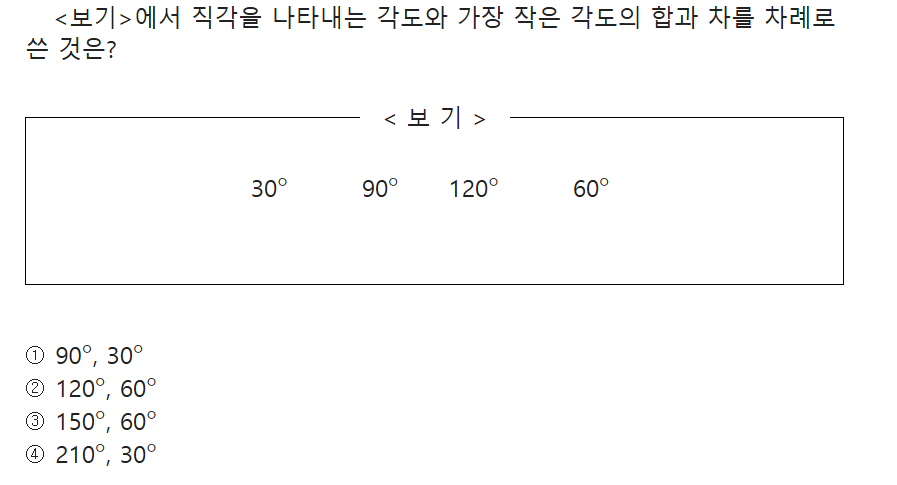 <보기>에서 직각을 나타내는 각도와 가장 작은 각도의 합과 차를 차례로
쓴 것은?
< 보 기 >
30° 90° 120° 60°
① 90°, 30°
② 120°, 60°
③ 150°, 60°
④ 210°, 30°